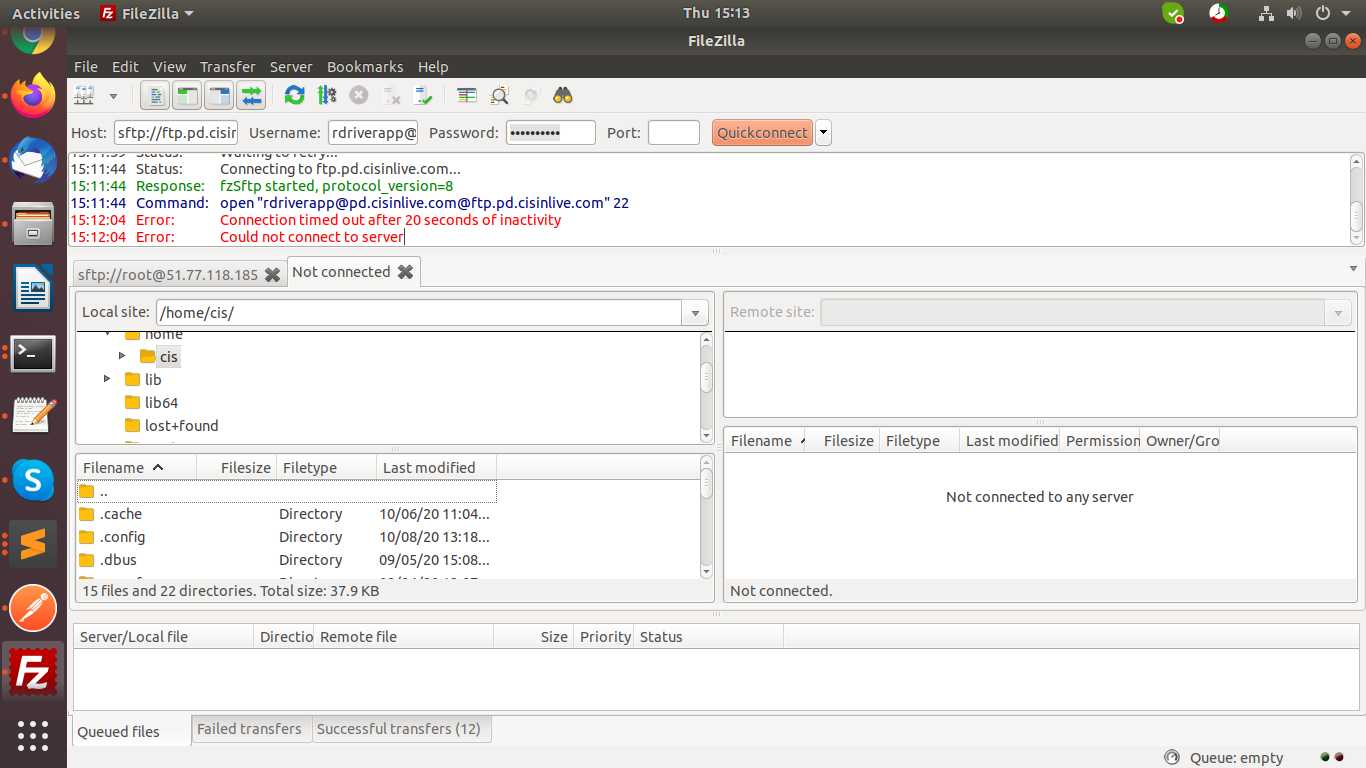 Activities FileZilla Thu 15:13
FileZilla
File Edit View Transfer Server Bookmarks Help
Host: sftp://ftp.pd.cisin Username: rdriverapp@ Password: •••••••••• Port: Quickconnect
15:11:39 Status: Waiting to retry...
15:11:44 Status: Connecting to ftp.pd.cisinlive.com...
15:11:44 Response: fzSftp started, protocol_version=8
15:11:44 Command: open "rdriverapp@pd.cisinlive.com@ftp.pd.cisinlive.com" 22
15:12:04 Error: Connection timed out after 20 seconds of inactivity
15:12:04 Error: Could not connect to server
sftp://root@51.77.118.185 Not connected
Local site: /home/cis/
home
cis
lib
lib64
lost+found
Filename Filesize Filetype Last modified
..
.cache Directory 10/06/20 11:04...
.config Directory 10/08/20 13:18...
.dbus Directory 09/05/20 15:08...
15 files and 22 directories. Total size: 37.9 KB
Remote site:
Filename Filesize Filetype Last modified Permission Owner/Gro
Not connected to any server
Not connected.
Server/Local file Directio Remote file Size Priority Status
Queued files Failed transfers Successful transfers (12)
Queue: empty